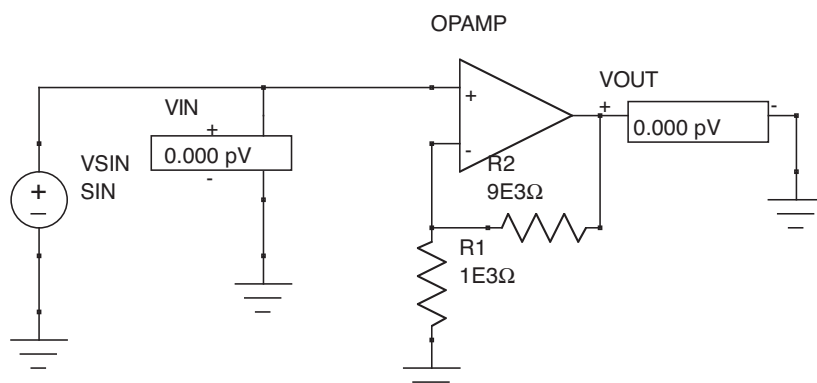 OPAMP
VOUT
VIN
+
0.000 pV
-
+
-
+
0.000 pV
-
VSIN
SIN
+
−
R2
9E3Ω
R1
1E3Ω